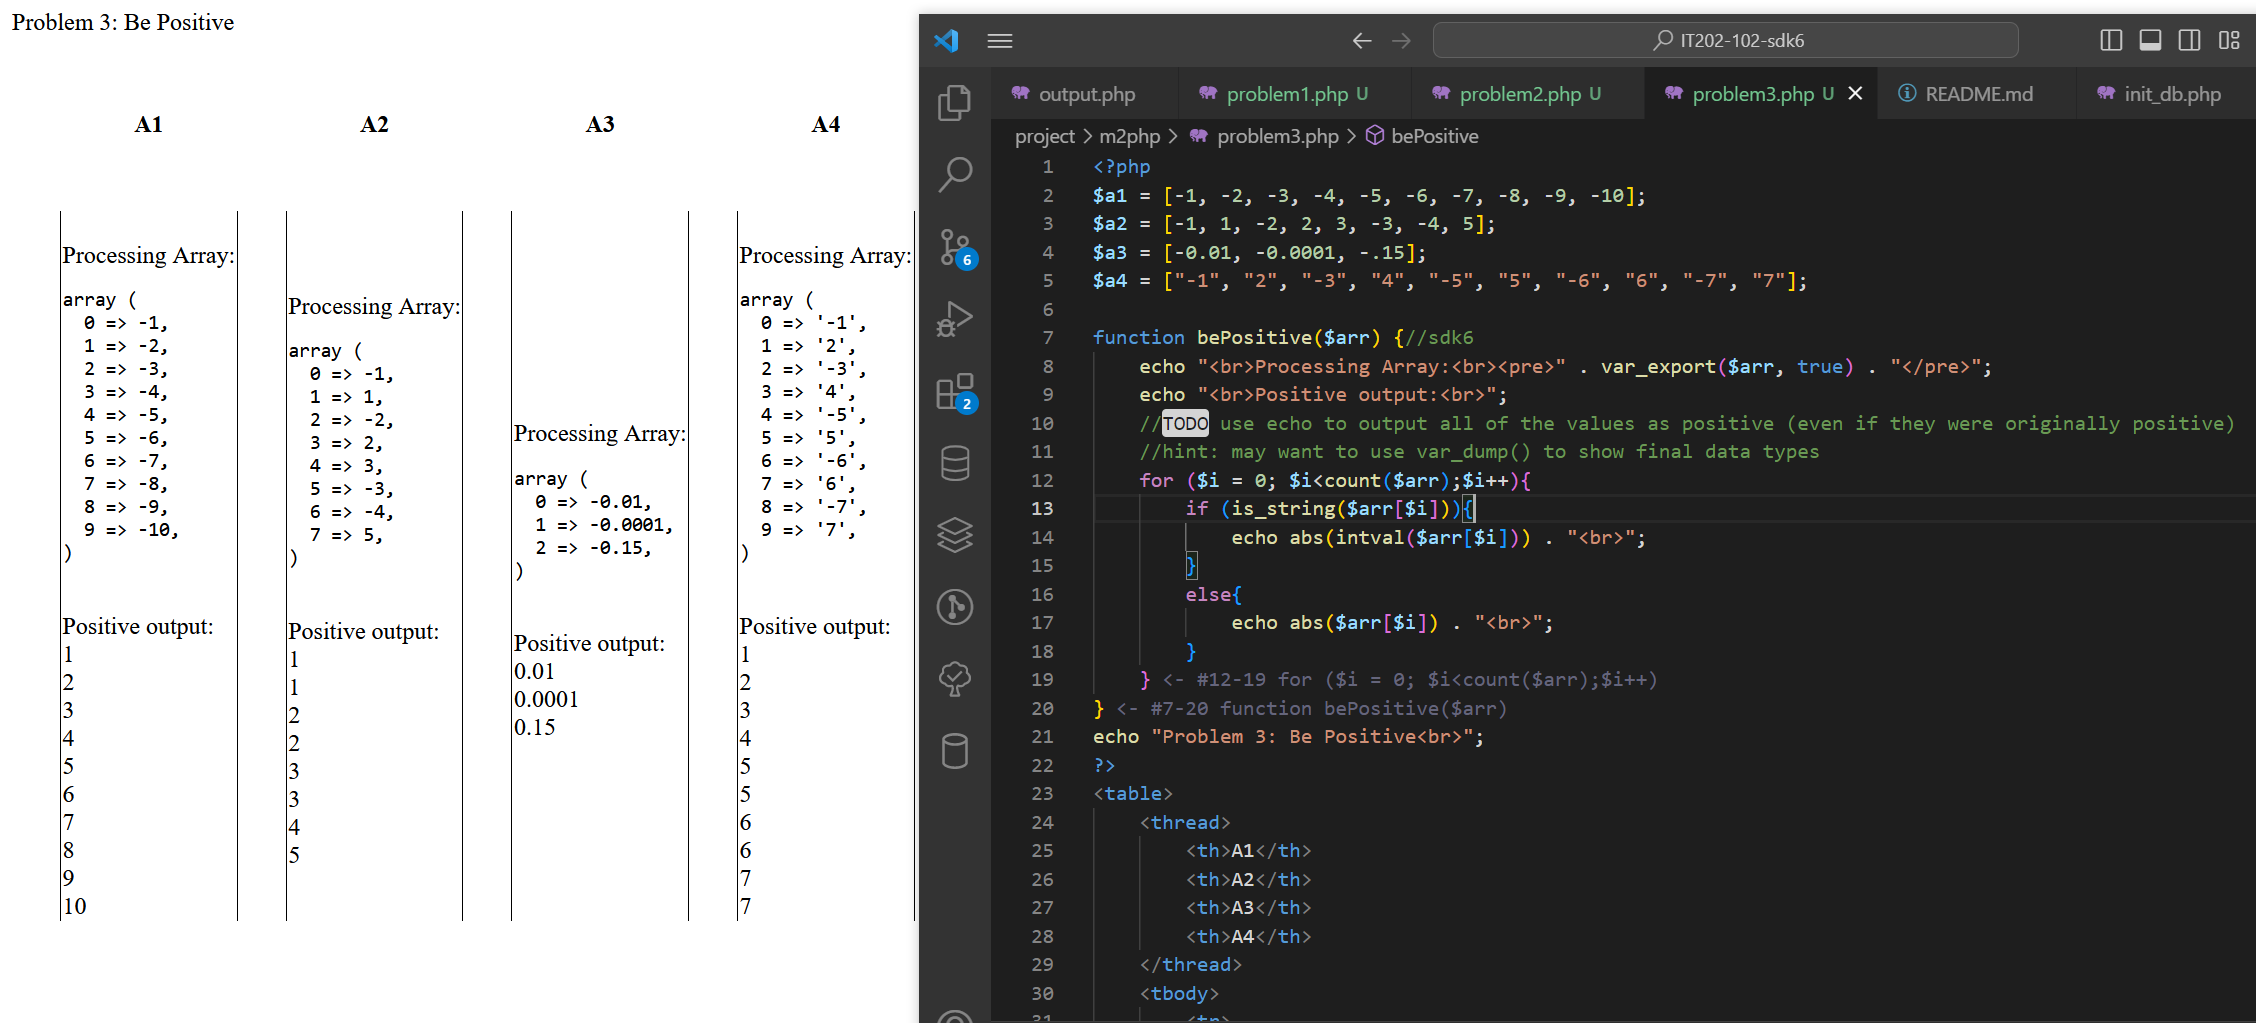 Problem 3: Be Positive
A1
Processing Array:
array (
0 => -1,
1 => -2,
2 => -3,
3 => -4,
4 => -5,
5 => -6,
6 => -7,
7 => -8,
8 => -9,
9 => -10,
)
Positive output:
1
2
3
4
5
6
7
8
9
10
A2
Processing Array:
array (
0 => -1,
1 => 1,
2 => -2,
3 => 2,
4 => 3,
5 => -3,
6 => -4,
7 => 5,
)
Positive output:
1
1
2
2
3
3
4
5
A3
Processing Array:
array (
0 => -0.01,
1 => -0.0001,
2 => -0.15,
)
Positive output:
0.01
0.0001
0.15
A4
Processing Array:
array (
0 => '-1',
1 => '2',
2 => '-3',
3 => '4',
4 => '-5',
5 => '5',
6 => '-6',
7 => '6',
8 => '-7',
9 => '7',
)
Positive output:
1
2
3
4
5
5
6
6
7
7
IT202-102-sdk6
output.php problem1.php U problem2.php U problem3.php U README.md init_db.php
project > m2php > problem3.php > bePositive
6
2
1 <?php
2 $a1 = [-1, -2, -3, -4, -5, -6, -7, -8, -9, -10];
3 $a2 = [-1, 1, -2, 2, 3, -3, -4, 5];
4 $a3 = [-0.01, -0.0001, -.15];
5 $a4 = ["-1", "2", "-3", "4", "-5", "5", "-6", "6", "-7", "7"];
6
7 function bePositive($arr) {//sdk6
8 echo "<br>Processing Array:<br><pre>" . var_export($arr, true) . "</pre>";
9 echo "<br>Positive output:<br>";
10 //TODO use echo to output all of the values as positive (even if they were originally positive)
11 //hint: may want to use var_dump() to show final data types
12 for ($i = 0; $i<count($arr);$i++){
13 if (is_string($arr[$i])){
14 echo abs(intval($arr[$i])) . "<br>";
15 }
16 else{
17 echo abs($arr[$i]) . "<br>";
18 }
19 } <- #12-19 for ($i = 0; $i<count($arr);$i++)
20 } <- #7-20 function bePositive($arr)
21 echo "Problem 3: Be Positive<br>";
22 ?>
23 <table>
24 <thread>
25 <th>A1</th>
26 <th>A2</th>
27 <th>A3</th>
28 <th>A4</th>
29 </thread>
30 <tbody>
31 <tr>